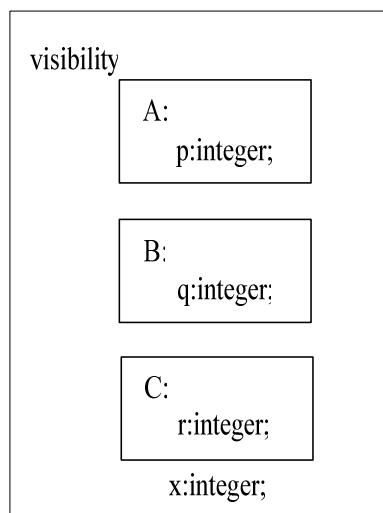 visibility
A:
p:integer;
B:
q:integer;
C:
r:integer;
x:integer;